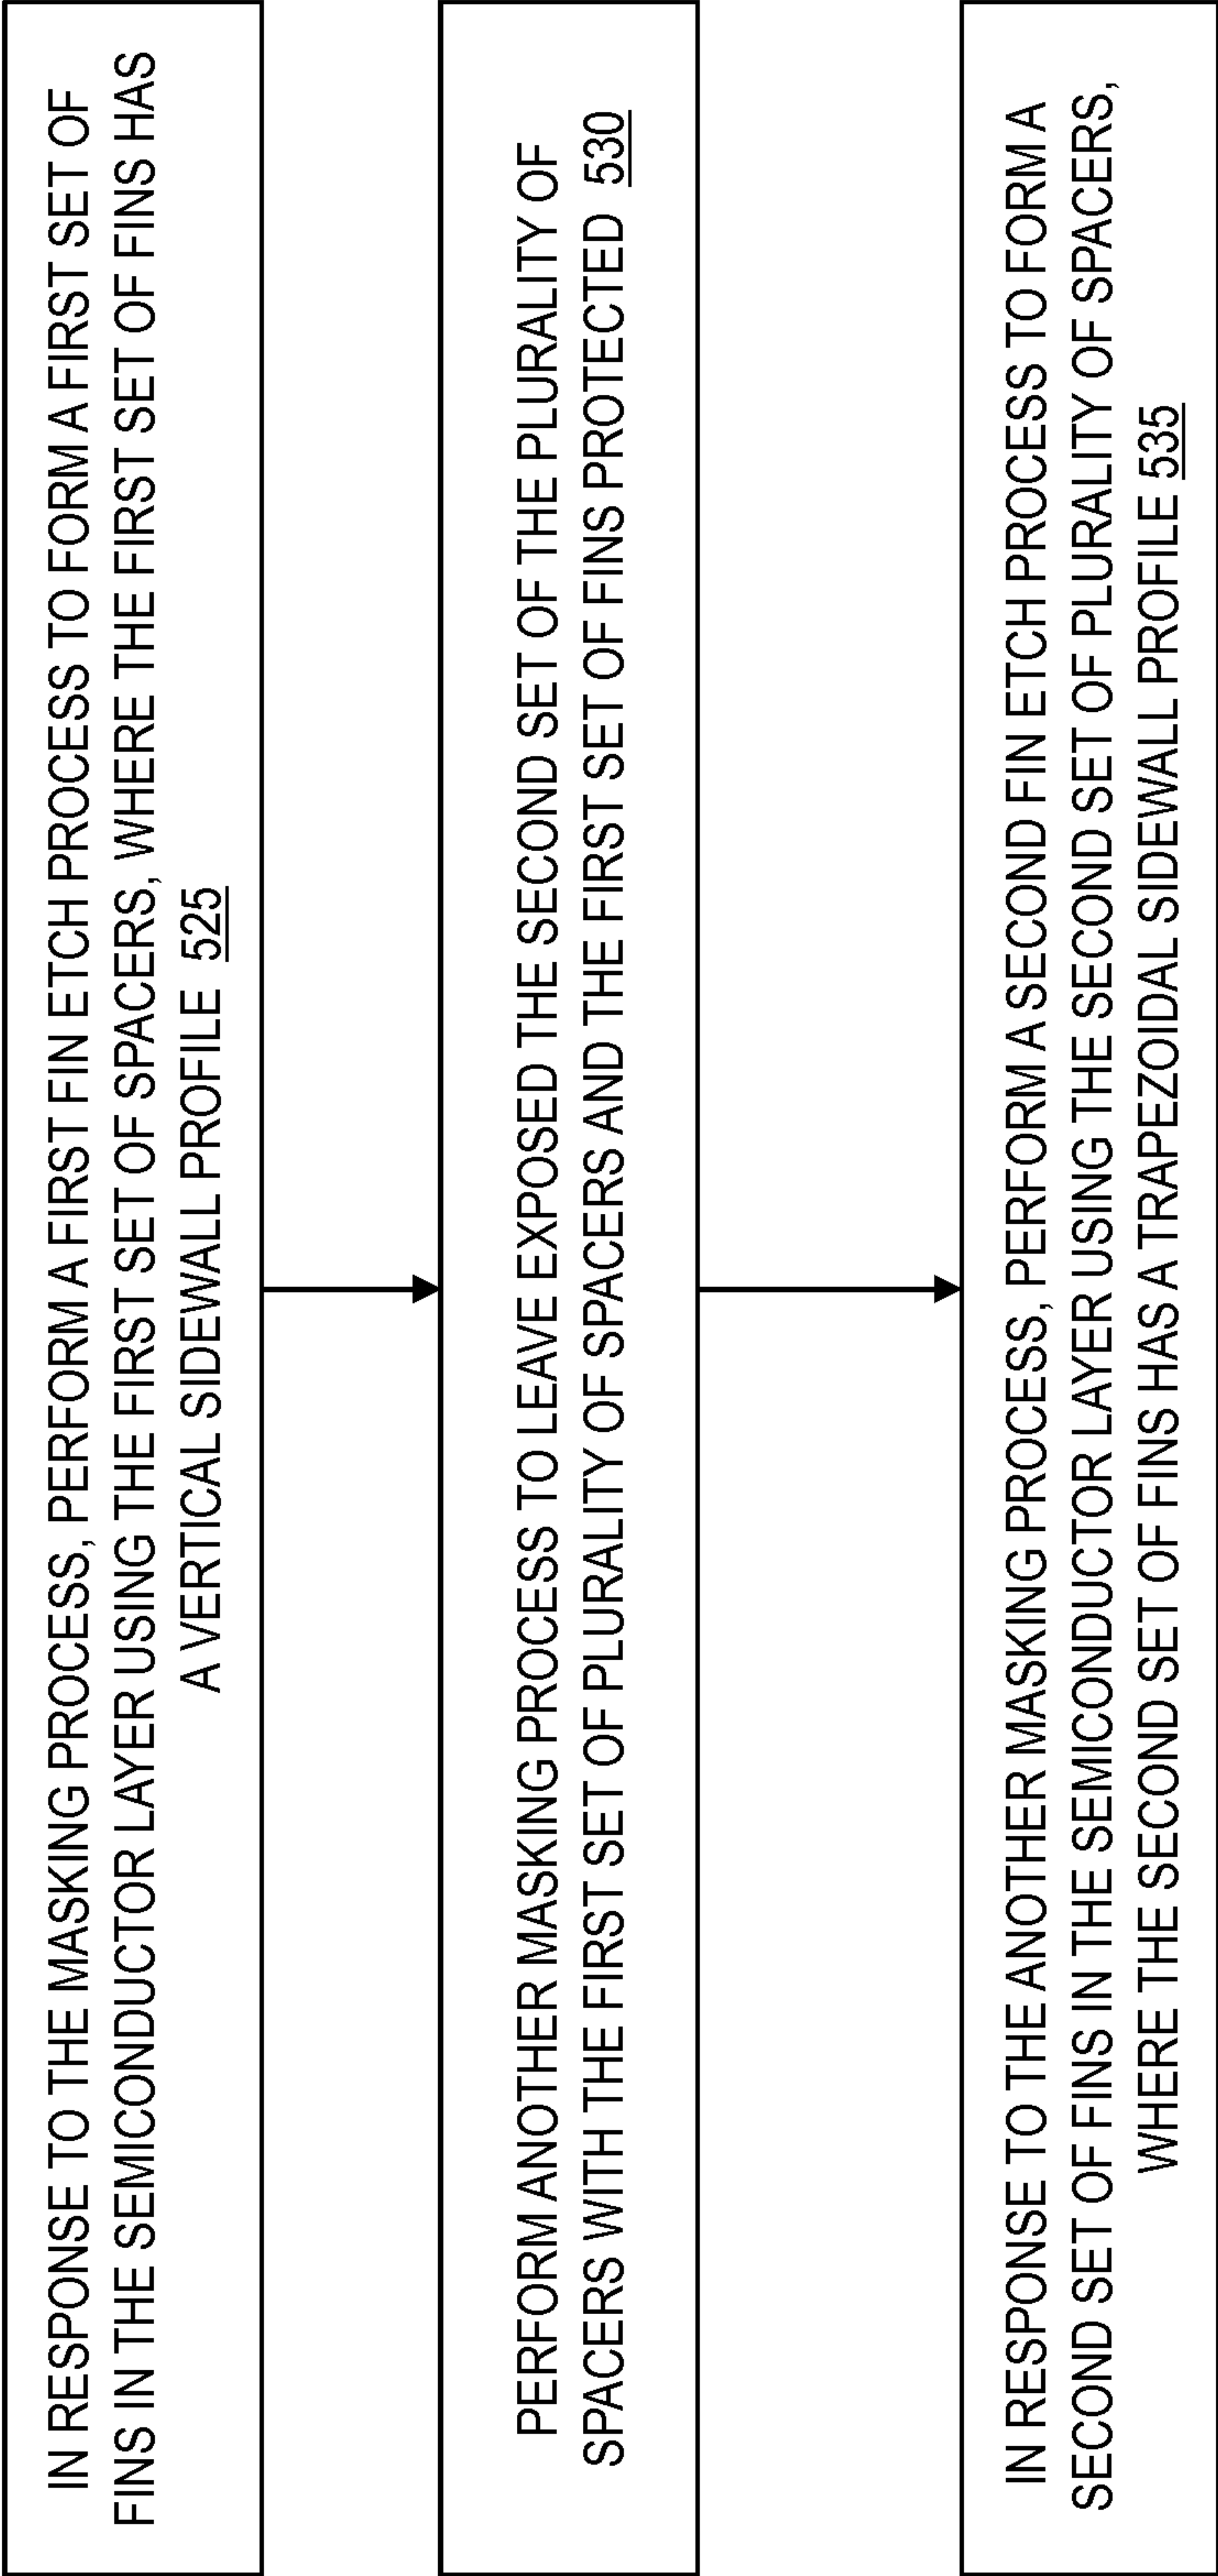 IN RESPONSE TO THE MASKING PROCESS, PERFORM A FIRST FIN ETCH PROCESS TO FORM A FIRST SET OF
FINS IN THE SEMICONDUCTOR LAYER USING THE FIRST SET OF SPACERS, WHERE THE FIRST SET OF FINS HAS
A VERTICAL SIDEWALL PROFILE 525
PERFORM ANOTHER MASKING PROCESS TO LEAVE EXPOSED THE SECOND SET OF THE PLURALITY OF
SPACERS WITH THE FIRST SET OF PLURALITY OF SPACERS AND THE FIRST SET OF FINS PROTECTED 530
IN RESPONSE TO THE ANOTHER MASKING PROCESS, PERFORM A SECOND FIN ETCH PROCESS TO FORM A
SECOND SET OF FINS IN THE SEMICONDUCTOR LAYER USING THE SECOND SET OF PLURALITY OF SPACERS,
WHERE THE SECOND SET OF FINS HAS A TRAPEZOIDAL SIDEWALL PROFILE 535